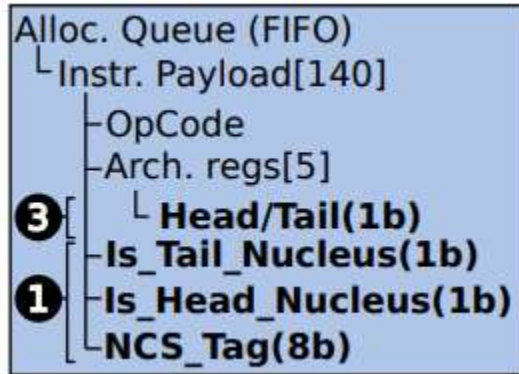 Alloc. Queue (FIFO)
Instr. Payload[140]
OpCode
Arch. regs[5]
3 Head/Tail(1b)
Is_Tail_Nucleus(1b)
1 Is_Head_Nucleus(1b)
NCS_Tag(8b)